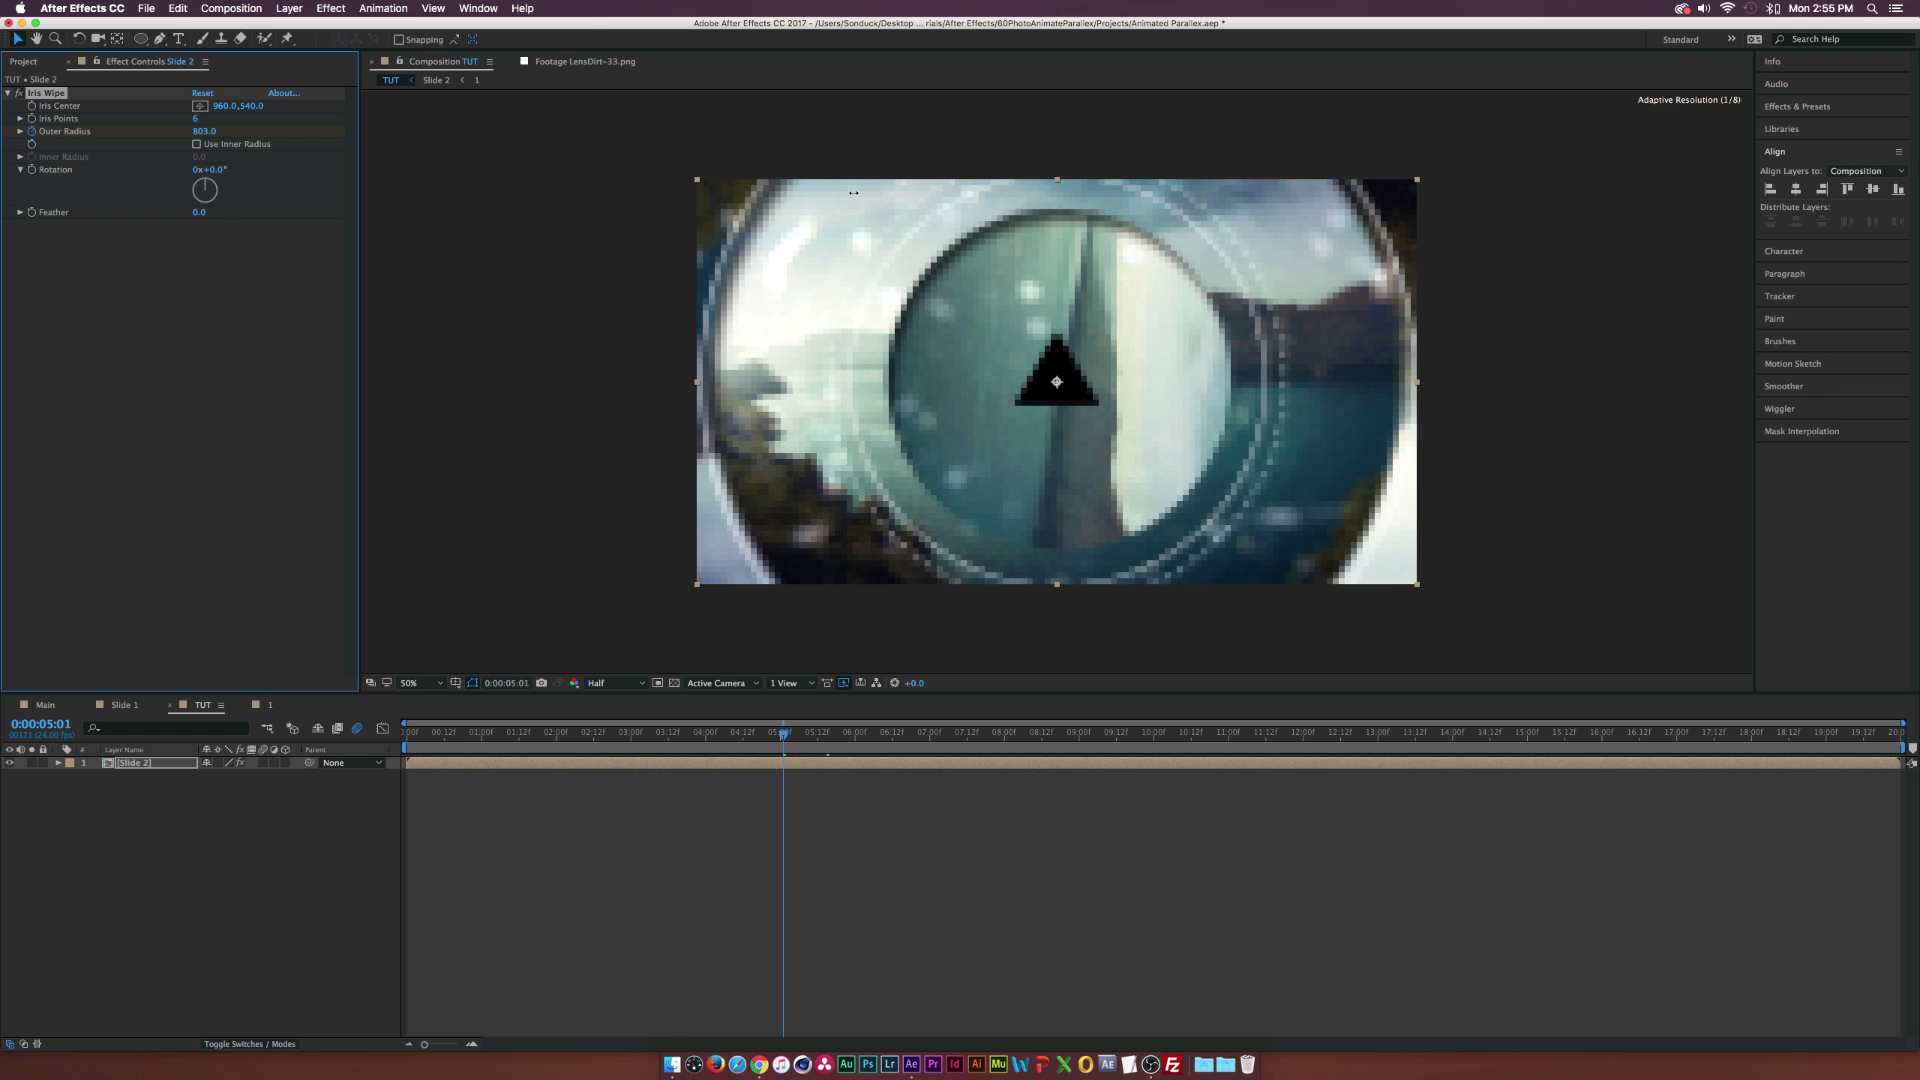 After Effects CC File Edit Composition Layer Effect Animation View Window Help Mon 2:55 PM
Adobe After Effects CC 2017 - /Users/Sonduck/Desktop ... rials/After Effects/60PhotoAnimateParallex/Projects/Animated Parallex.aep *
Snapping Standard Search Help
Project Effect Controls Slide 2 Composition TUT Footage LensDirt-33.png Info
TUT • Slide 2 TUT Slide 2 1 Audio
Iris Wipe Reset About...
Adaptive Resolution (1/8)
Iris Center 960.0,540.0 Effects & Presets
Iris Points 6
Outer Radius 803.0 Libraries
Use Inner Radius
Inner Radius 0.0 Align
Rotation 0x+0.0° Align Layers to: Composition
Distribute Layers:
Feather 0.0
Character
Paragraph
Tracker
Paint
Brushes
Motion Sketch
Smoother
Wiggler
Mask Interpolation
50% 0:00:05:01 Half Active Camera 1 View +0.0
Main Slide 1 TUT 1
0:00:05:01
00121 (24.00 fps)
:00f 00:12f 01:00f 01:12f 02:00f 02:12f 03:00f 03:12f 04:00f 04:12f 06:00f 06:12f 07:00f 07:12f 08:00f 08:12f 09:00f 09:12f 10:00f 10:12f 11:00f 11:12f 12:00f 12:12f 13:00f 13:12f 14:00f 14:12f 15:00f 15:12f 16:00f 16:12f 17:00f 17:12f 18:00f 18:12f 19:00f 19:12f
# Layer Name Parent
1 [Slide 2] None
Toggle Switches / Modes
Au Ps Lr Ae Pr Id Ai Mu AE Fz